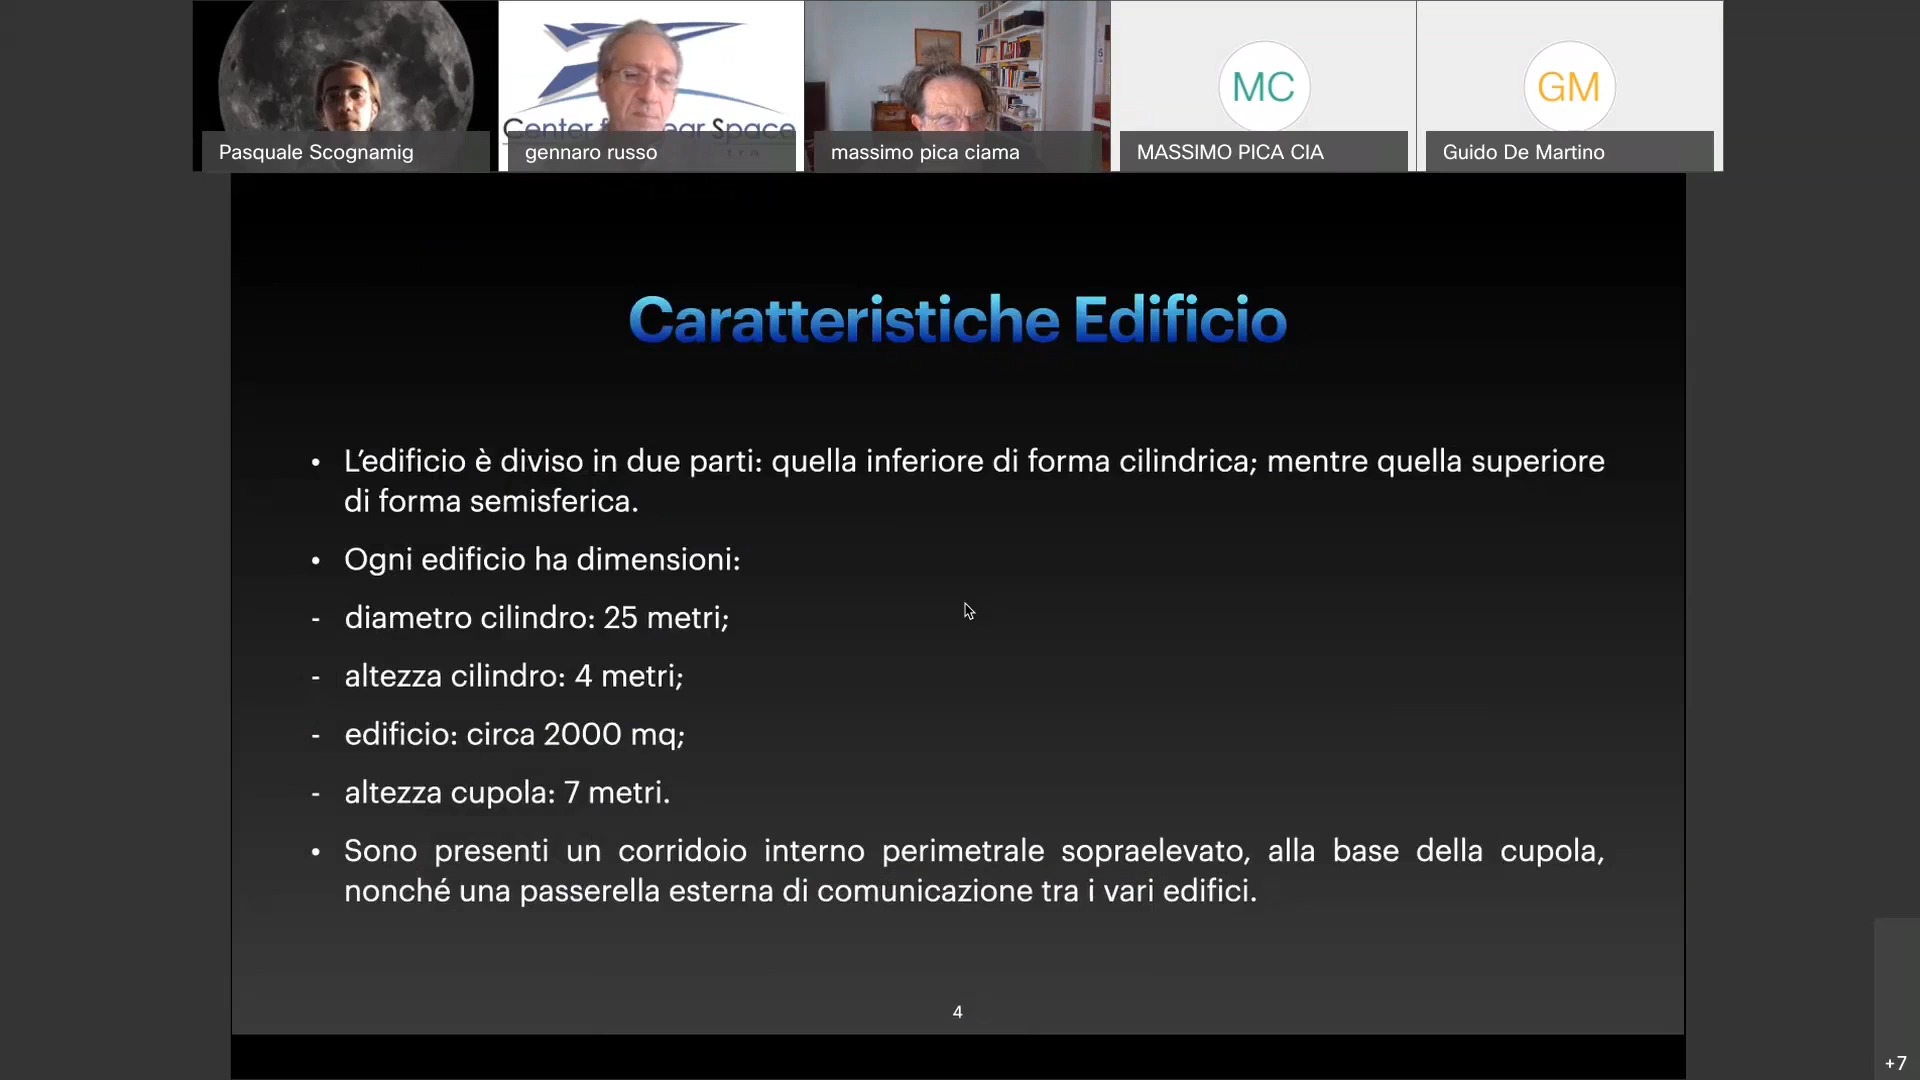 MC
GM
Center
ear Space
Pasquale Scognamig
gennaro russo
massimo pica ciama
MASSIMO PICA CIA
Guido De Martino
Caratteristiche Edificio
• L’edificio è diviso in due parti: quella inferiore di forma cilindrica; mentre quella superiore
di forma semisferica.
• Ogni edificio ha dimensioni:
- diametro cilindro: 25 metri;
- altezza cilindro: 4 metri;
- edificio: circa 2000 mq;
- altezza cupola: 7 metri.
• Sono presenti un corridoio interno perimetrale sopraelevato, alla base della cupola,
nonché una passerella esterna di comunicazione tra i vari edifici.
4
+7